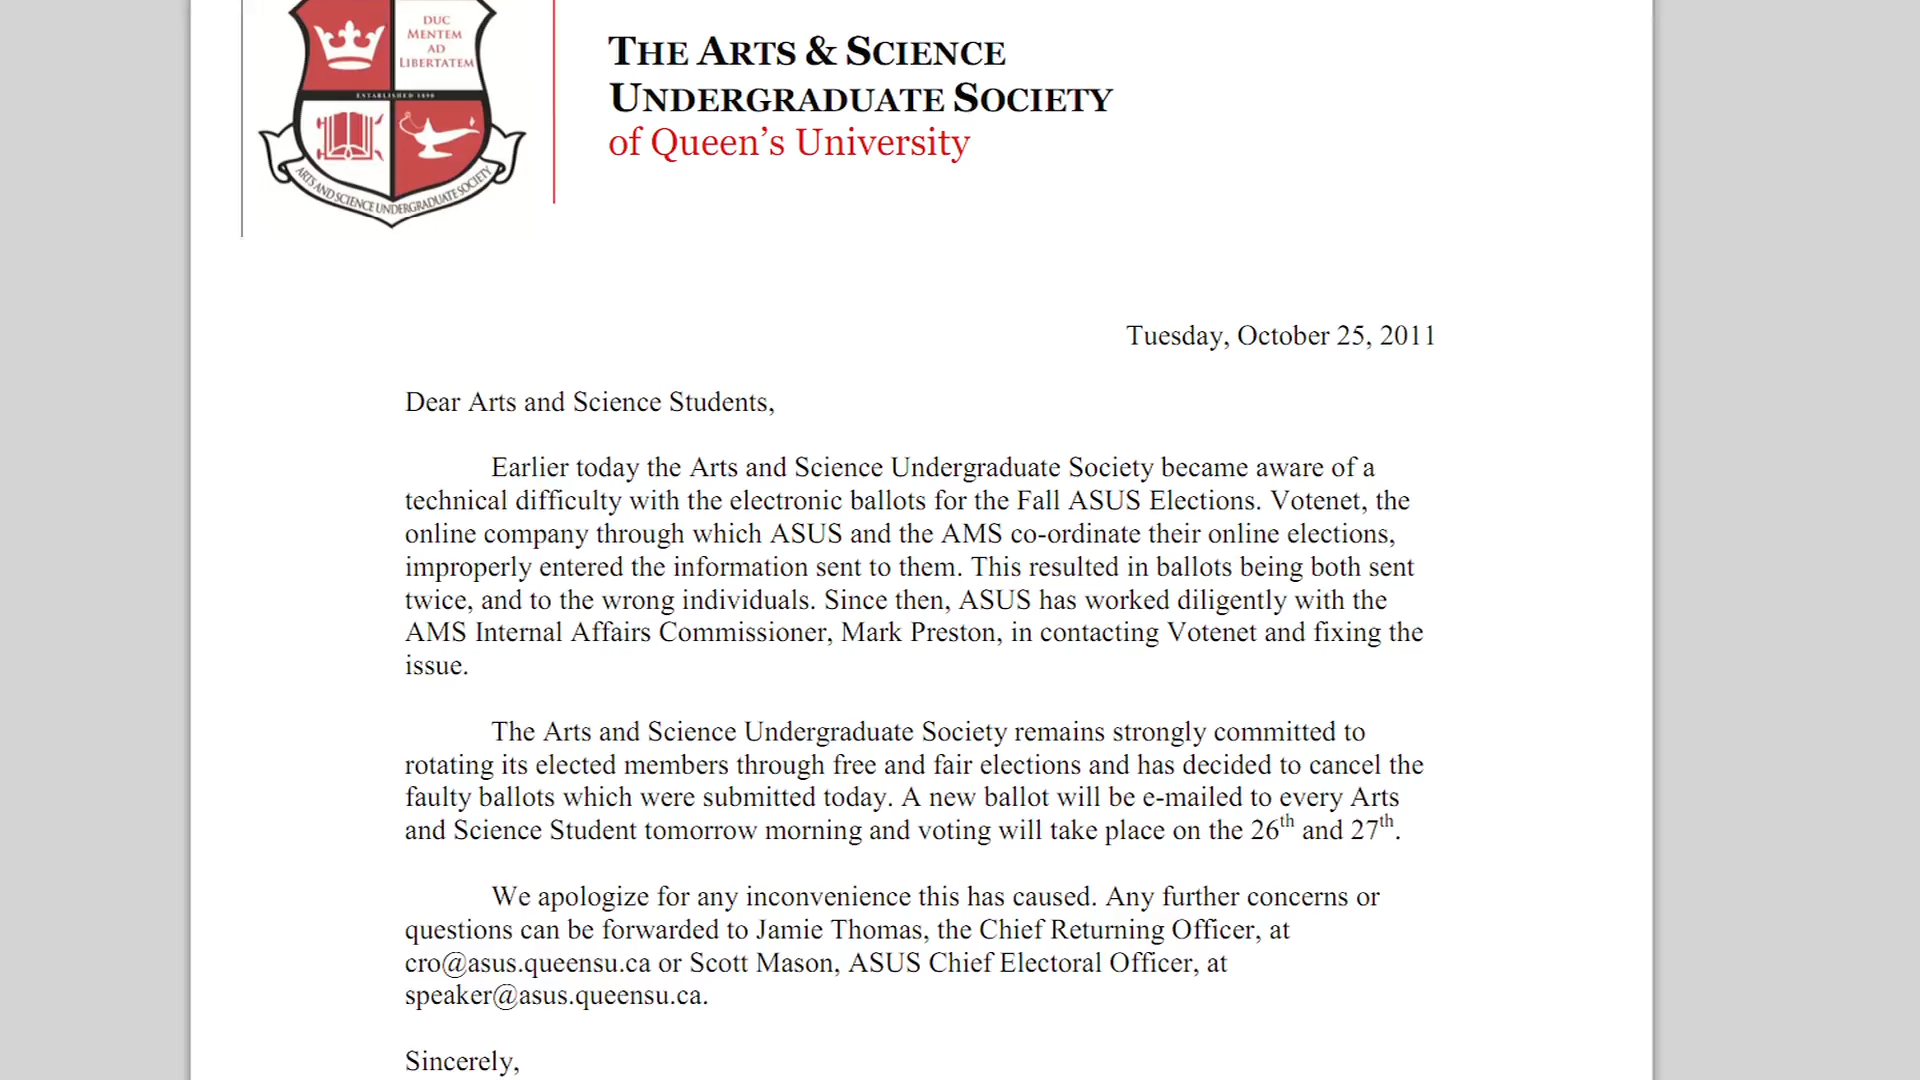 DUC
MENTEM
AD
LIBERTATEM
ESTABLISHED 1890
ARTS AND SCIENCE UNDERGRADUATE SOCIETY
THE ARTS & SCIENCE
UNDERGRADUATE SOCIETY
of Queen's University
Tuesday, October 25, 2011
Dear Arts and Science Students,
Earlier today the Arts and Science Undergraduate Society became aware of a
technical difficulty with the electronic ballots for the Fall ASUS Elections. Votenet, the
online company through which ASUS and the AMS co-ordinate their online elections,
improperly entered the information sent to them. This resulted in ballots being both sent
twice, and to the wrong individuals. Since then, ASUS has worked diligently with the
AMS Internal Affairs Commissioner, Mark Preston, in contacting Votenet and fixing the
issue.
The Arts and Science Undergraduate Society remains strongly committed to
rotating its elected members through free and fair elections and has decided to cancel the
faulty ballots which were submitted today. A new ballot will be e-mailed to every Arts
and Science Student tomorrow morning and voting will take place on the 26th and 27th.
We apologize for any inconvenience this has caused. Any further concerns or
questions can be forwarded to Jamie Thomas, the Chief Returning Officer, at
cro@asus.queensu.ca or Scott Mason, ASUS Chief Electoral Officer, at
speaker@asus.queensu.ca.
Sincerely,